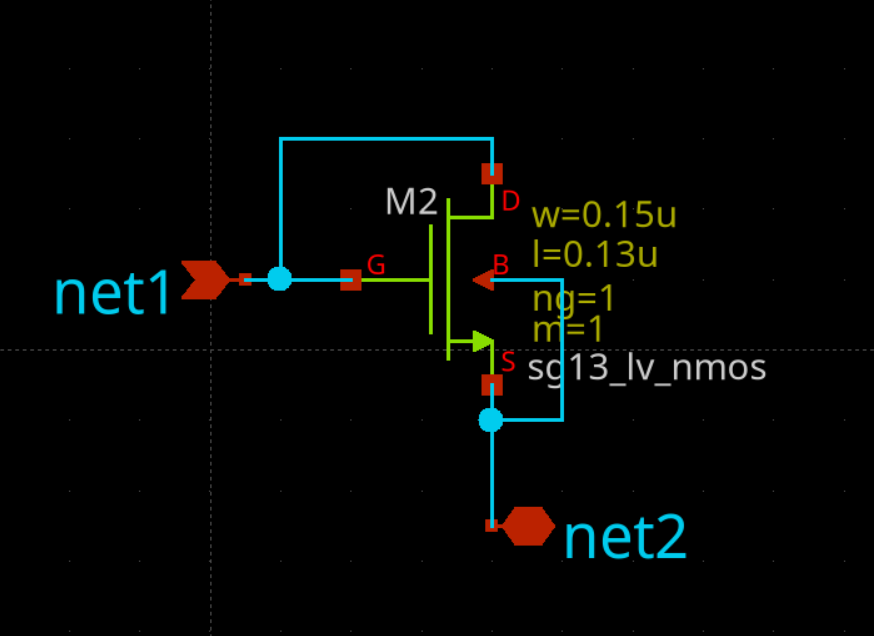 M2
D
w=0.15u
G
B
l=0.13u
net1
ng=1
m=1
S
sg13_lv_nmos
net2